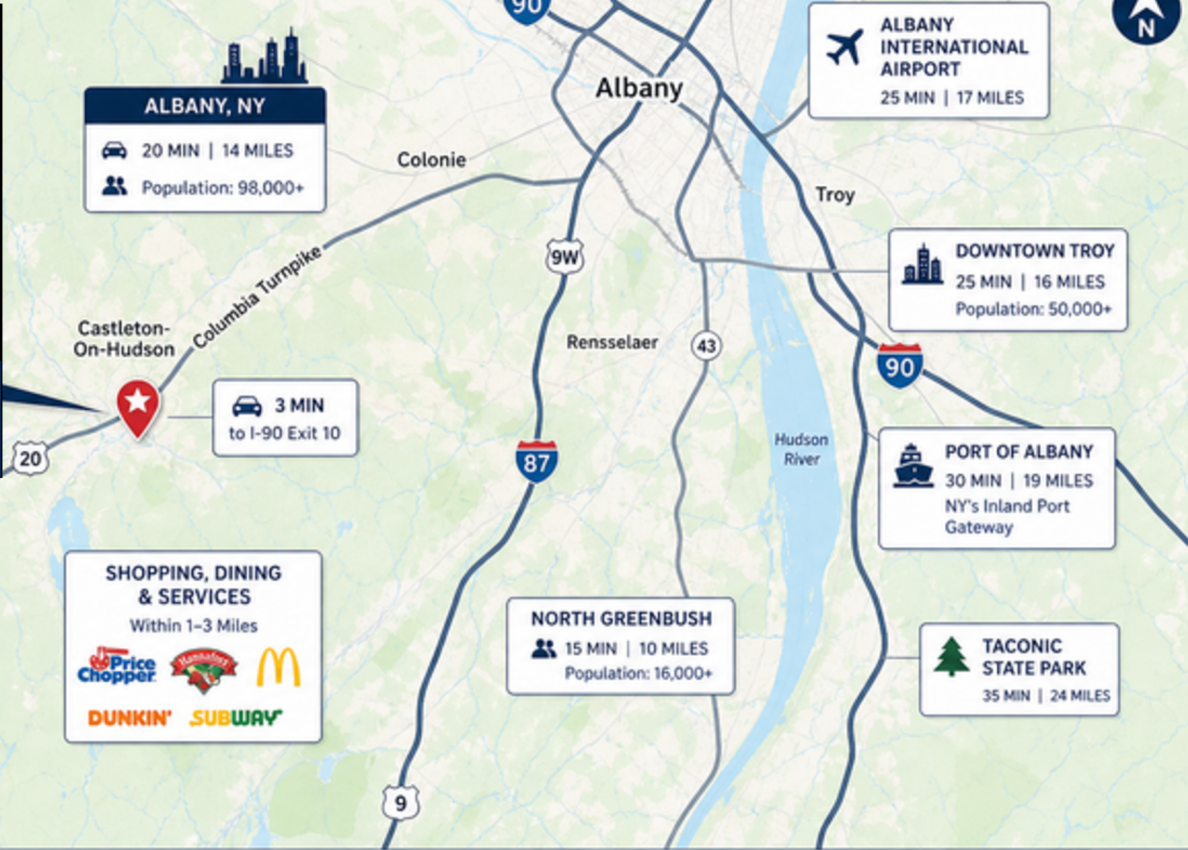 90
ALBANY
INTERNATIONAL
AIRPORT
25 MIN | 17 MILES
N
ALBANY, NY
20 MIN | 14 MILES
Population: 98,000+
Albany
Colonie
Troy
Columbia Turnpike
9W
DOWNTOWN TROY
25 MIN | 16 MILES
Population: 50,000+
Castleton-
On-Hudson
Rensselaer
43
90
3 MIN
to I-90 Exit 10
20
87
Hudson
River
PORT OF ALBANY
30 MIN | 19 MILES
NY's Inland Port
Gateway
SHOPPING, DINING
& SERVICES
Within 1–3 Miles
Price
Chopper
Hannaford
DUNKIN'
SUBWAY
NORTH GREENBUSH
15 MIN | 10 MILES
Population: 16,000+
TACONIC
STATE PARK
35 MIN | 24 MILES
9